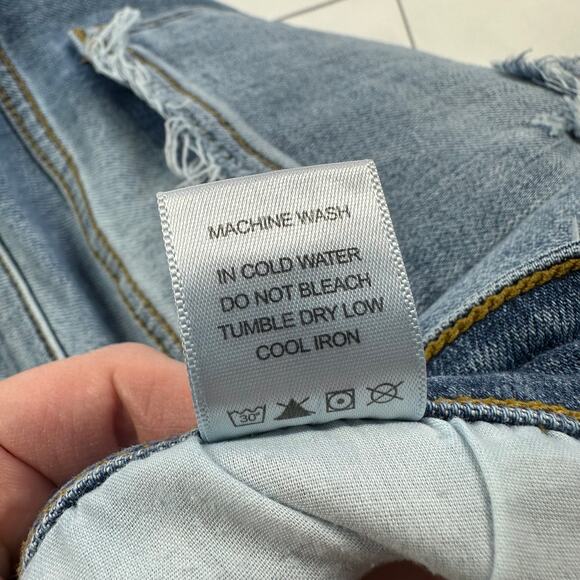 MACHINE WASH
IN COLD WATER
DO NOT BLEACH
TUMBLE DRY LOW
COOL IRON
30°